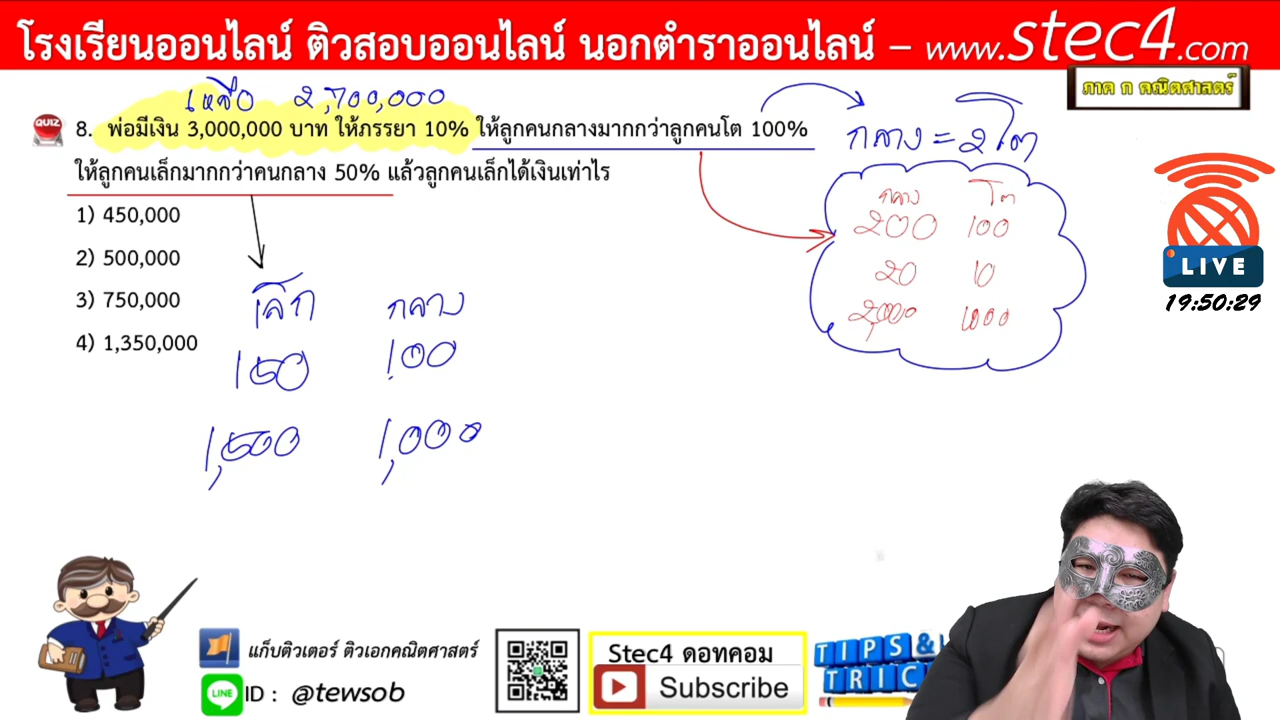 โรงเรียนออนไลน์ ติวสอบออนไลน์ นอกตำราออนไลน์ – www.stec4.com
ภาค ก คณิตศาสตร์
เหลือ 2,700,000
QUIZ
8. พ่อมีเงิน 3,000,000 บาท ให้ภรรยา 10% ให้ลูกคนกลางมากกว่าลูกคนโต 100%
กลาง = 2โต
ให้ลูกคนเล็กมากกว่าคนกลาง 50% แล้วลูกคนเล็กได้เงินเท่าไร
กลาง โต
1) 450,000
200 100
2) 500,000
20 10
LIVE
19:50:29
3) 750,000
เล็ก กลาง
2,000 1000
4) 1,350,000
150 100
1,500 1,000
แก็บติวเตอร์ ติวเอกคณิตศาสตร์
LINE ID : @tewsob
Stec4 ดอทคอม
Subscribe
TIPS &
TRIC